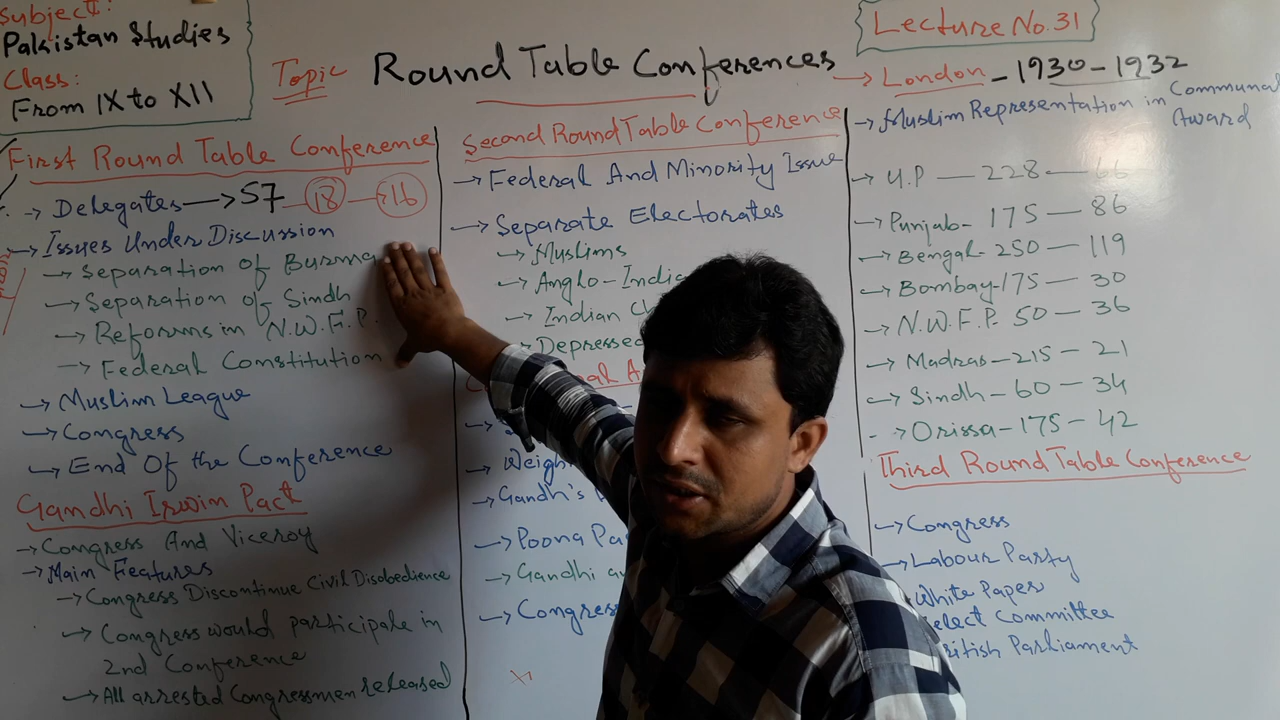 Subject:
Pakistan Studies
Class:
From IX to XII
Topic Round Table Conferences
Lecture No. 31
→ London - 1930 - 1932
First Round Table Conference
→ Delegates → 57 18 → 16
→ Issues Under Discussion
→ Separation of Burma
→ Separation of Sindh
→ Reforms in N.W.F.P.
→ Federal Constitution
→ Muslim League
→ Congress
→ End Of the Conference
Gandhi Irwin Pact
→ Congress And Viceroy
→ Main Features
→ Congress Discontinue Civil Disobedience
→ Congress would participate in
2nd Conference
→ All arrested Congressmen released
Second Round Table Conference
→ Federal And Minority Issue
→ Separate Electorates
→ Muslims
→ Anglo-Indi
→ Indian C
→ Depressed
→ Weigh
→ Gandhi's
→ Poona Pa
→ Gandhi a
→ Congress
→ Muslim Representation in Communal
Award
→ U.P — 228 — 66
→ Punjab - 175 — 86
→ Bengal - 250 — 119
→ Bombay - 175 — 30
→ N.W.F.P. 50 — 36
→ Madras — 215 — 21
→ Sindh — 60 — 34
→ Orissa — 175 — 42
Third Round Table Conference
→ Congress
→ Labour Party
White Paper
elect Committee
ritish Parliament